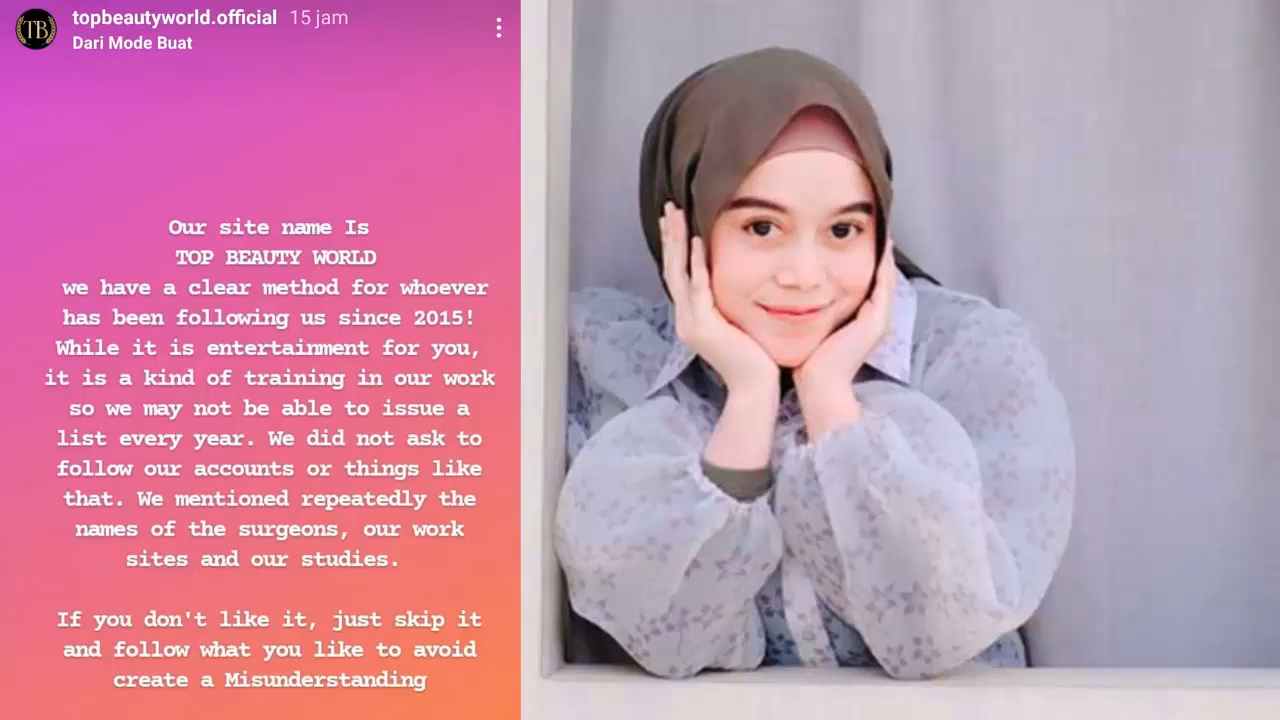 TB
topbeautyworld.official 15 jam
Dari Mode Buat
Our site name Is
TOP BEAUTY WORLD
we have a clear method for whoever
has been following us since 2015!
While it is entertainment for you,
it is a kind of training in our work
so we may not be able to issue a
list every year. We did not ask to
follow our accounts or things like
that. We mentioned repeatedly the
names of the surgeons, our work
sites and our studies.
If you don't like it, just skip it
and follow what you like to avoid
create a Misunderstanding